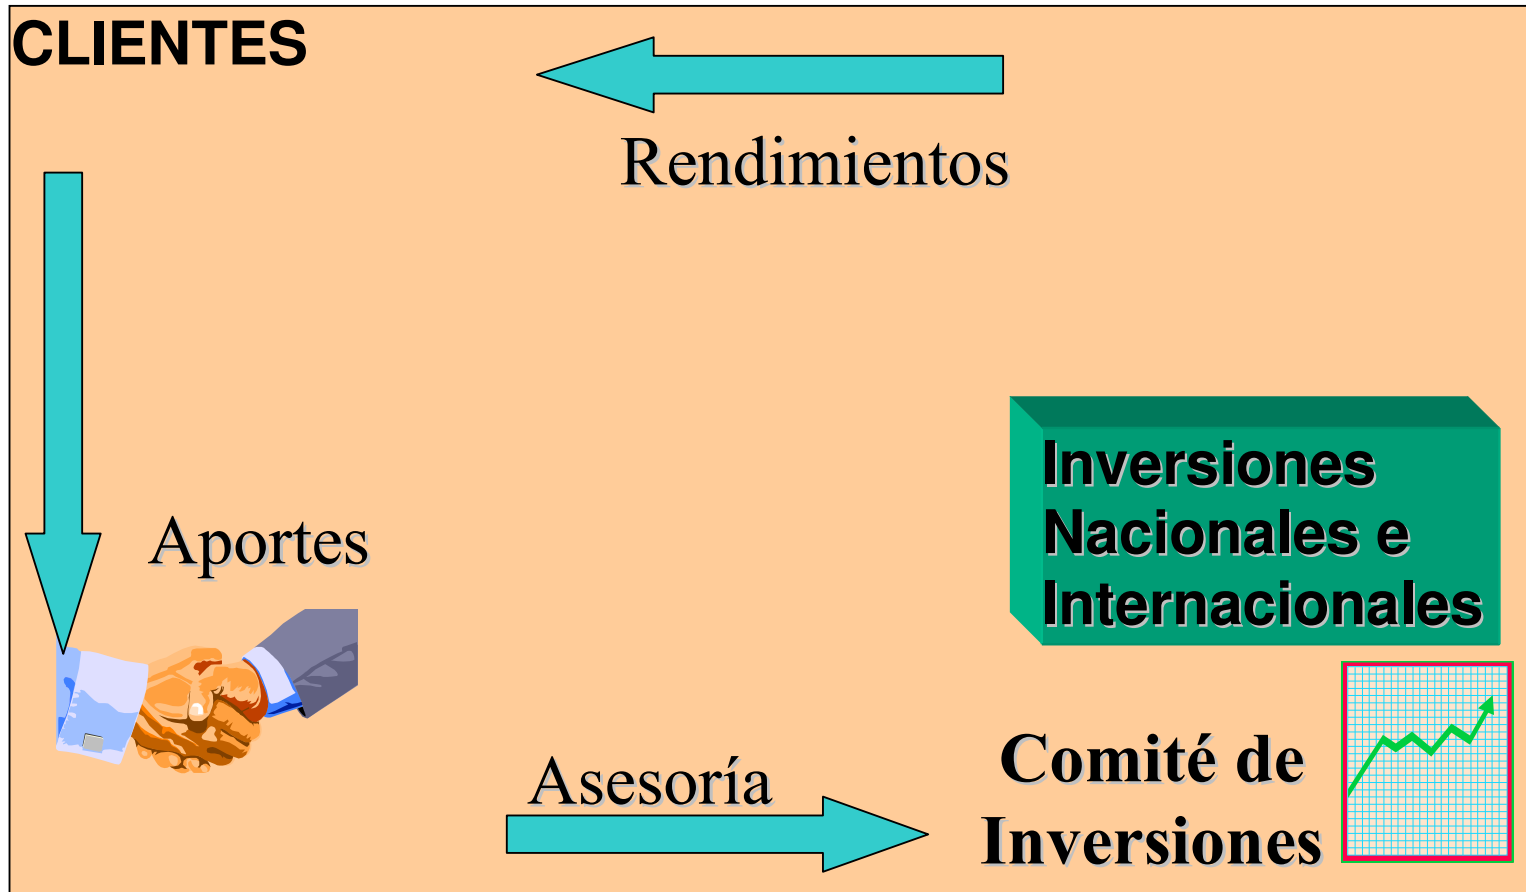 CLIENTES
Rendimientos
Aportes
Inversiones
Nacionales e
Internacionales
Asesoría
Comité de
Inversiones